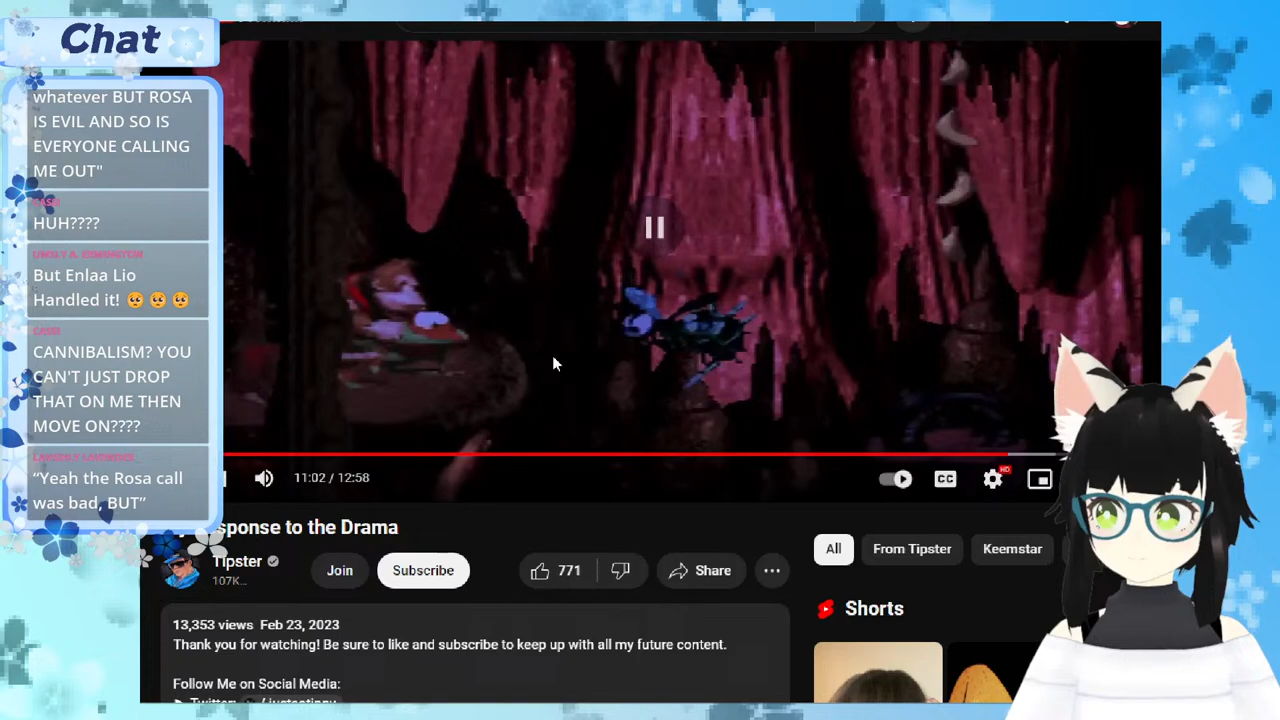 Chat
whatever BUT ROSA
IS EVIL AND SO IS
EVERYONE CALLING
ME OUT"
HUH????
But Enlaa Lio
Handled it! 🥺 🥺 🥺
CANNIBALISM? YOU
CAN'T JUST DROP
THAT ON ME THEN
MOVE ON????
“Yeah the Rosa call
was bad, BUT”
11:02 / 12:58
CC
HD
sponse to the Drama
Tipster
107K...
Join
Subscribe
771
Share
All
From Tipster
Keemstar
Shorts
13,353 views Feb 23, 2023
Thank you for watching! Be sure to like and subscribe to keep up with all my future content.
Follow Me on Social Media: